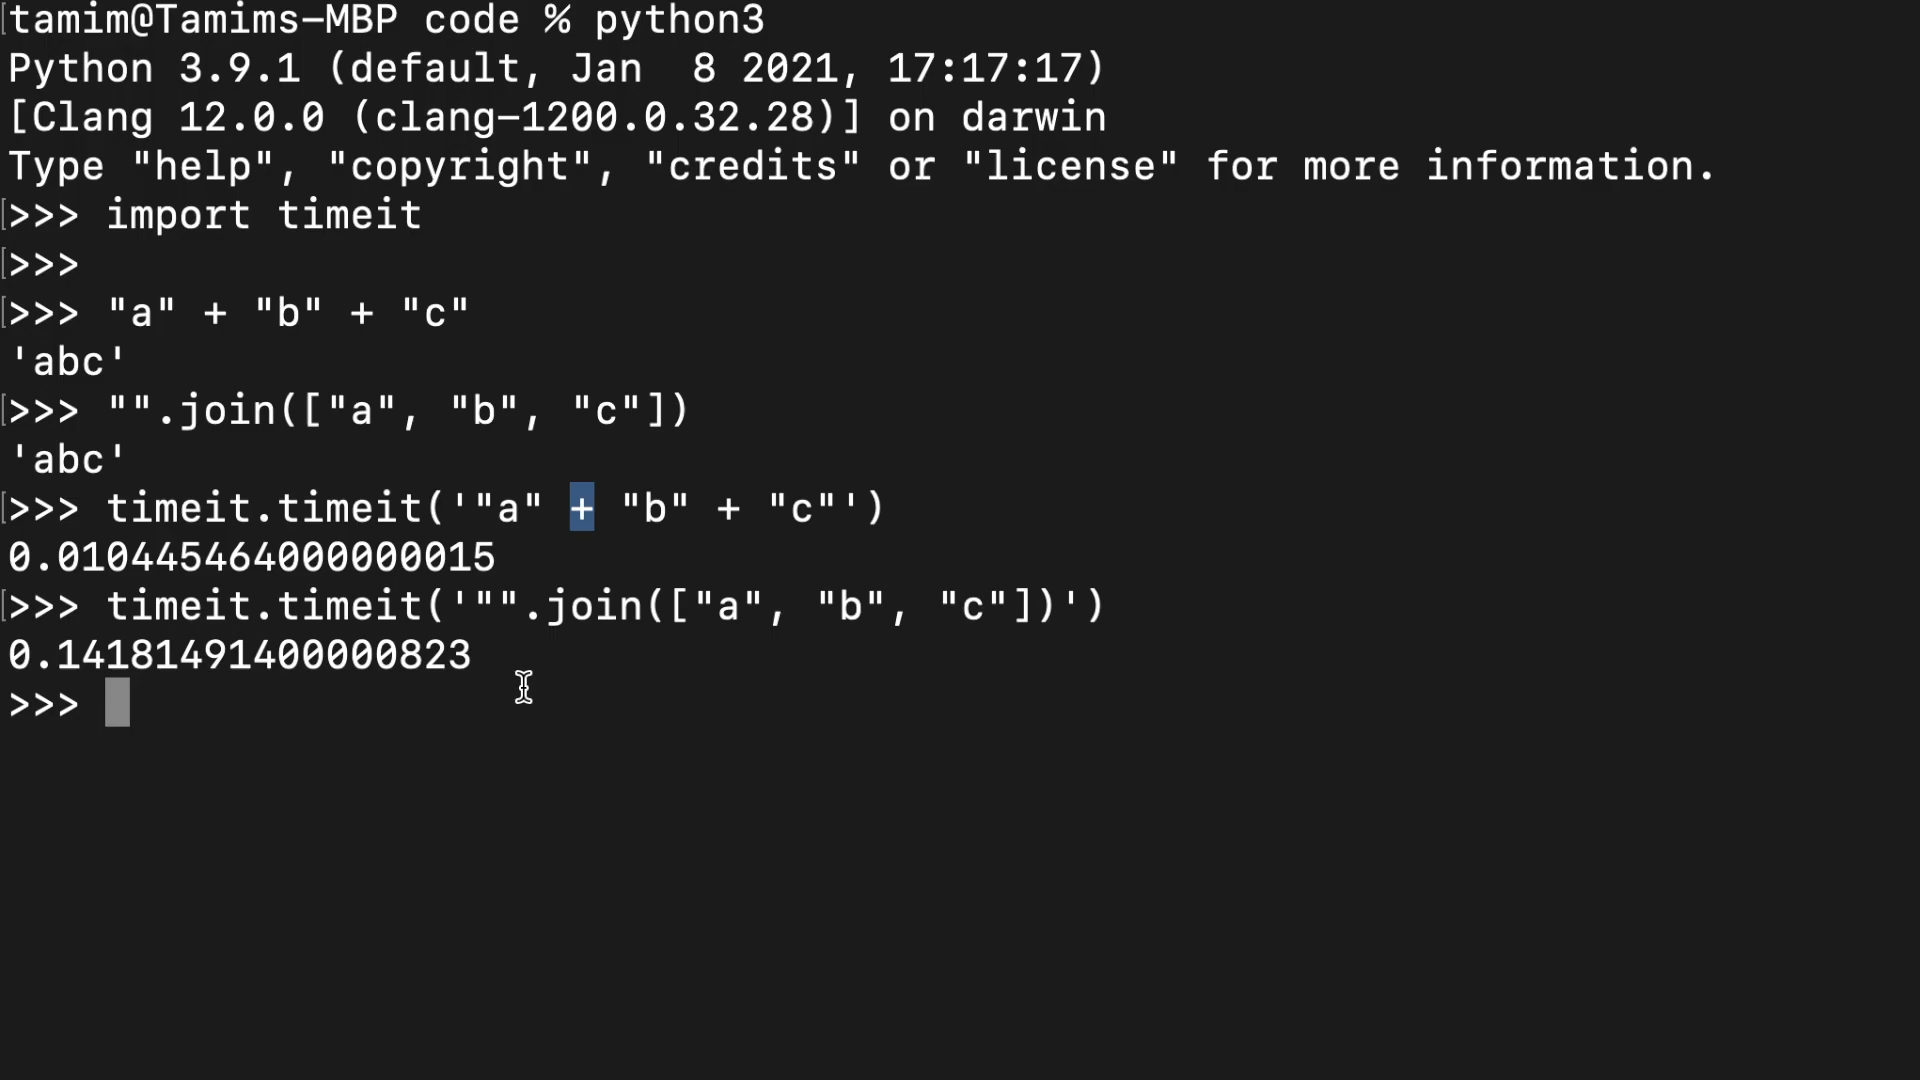 tamim@Tamims-MBP code % python3
Python 3.9.1 (default, Jan  8 2021, 17:17:17)
[Clang 12.0.0 (clang-1200.0.32.28)] on darwin
Type "help", "copyright", "credits" or "license" for more information.
>>> import timeit
>>>
>>> "a" + "b" + "c"
'abc'
>>> "".join(["a", "b", "c"])
'abc'
>>> timeit.timeit('"a" + "b" + "c"')
0.010445464000000015
>>> timeit.timeit('"".join(["a", "b", "c"])')
0.14181491400000823
>>>